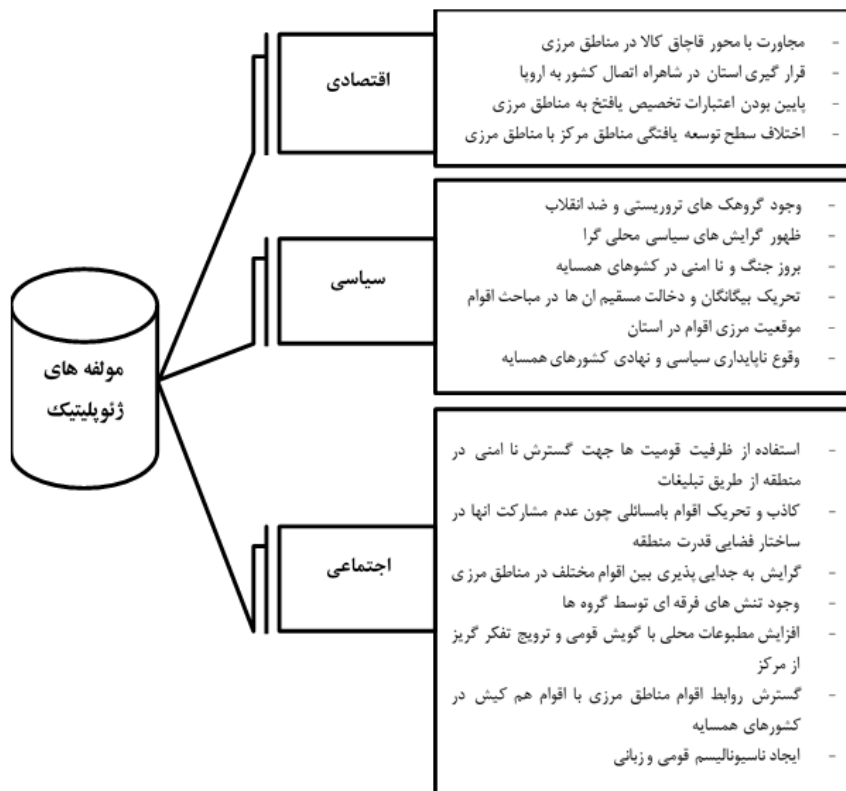 مولفه های
ژئوپلیتیک
اقتصادی
- مجاورت با محور قاچاق کالا در مناطق مرزی
- قرار گیری استان در شاهراه اتصال کشور به اروپا
- پایین بودن اعتبارات تخصیص یافتخ به مناطق مرزی
- اختلاف سطح توسعه یافتگی مناطق مرکز با مناطق مرزی
سیاسی
- وجود گروهک های تروریستی و ضد انقلاب
- ظهور گرایش های سیاسی محلی گرا
- بروز جنگ و نا امنی در کشوهای همسایه
- تحریک بیگانگان و دخالت مسقیم ان ها در مباحث اقوام
- موقعیت مرزی اقوام در استان
- وقوع ناپایداری سیاسی و نهادی کشورهای همسایه
اجتماعی
- استفاده از ظرفیت قومیت ها جهت گسترش نا امنی در
منطقه از طریق تبلیغات
- کاذب و تحریک اقوام بامسائلی چون عدم مشارکت انها در
ساختار فضایی قدرت منطقه
- گرایش به جدایی پذیری بین اقوام مختلف در مناطق مرزی
- وجود تنش های فرقه ای توسط گروه ها
- افزایش مطبوعات محلی با گویش قومی و ترویج تفکر گریز
از مرکز
- گسترش روابط اقوام مناطق مرزی با اقوام هم کیش در
کشورهای همسایه
- ایجاد ناسیونالیسم قومی و زبانی